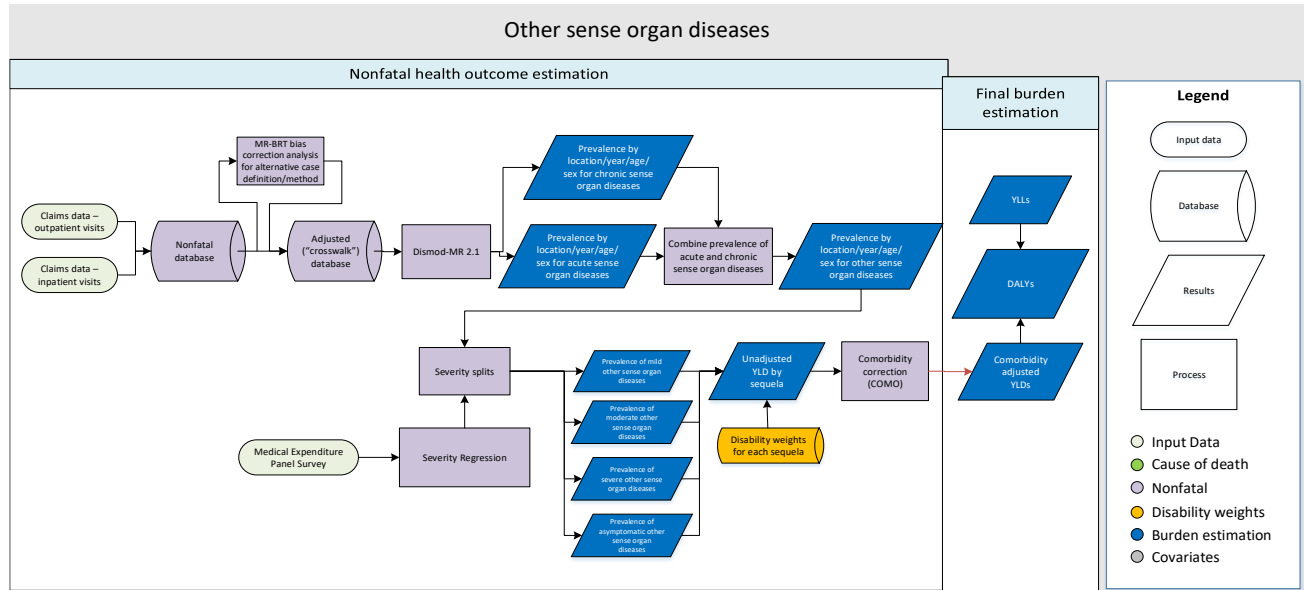 Other sense organ diseases
Nonfatal health outcome estimation
Final burden
estimation
Legend
Input data
Database
Results
Process
Input Data
Cause of death
Nonfatal
Disability weights
Burden estimation
Covariates
MR-BRT bias
correction analysis
for alternative case
definition/method
Claims data –
outpatient visits
Claims data –
inpatient visits
Nonfatal
database
Adjusted
("crosswalk")
database
Dismod-MR 2.1
Prevalence by
location/year/age/
sex for chronic sense
organ diseases
Prevalence by
location/year/age/
sex for acute sense
organ diseases
Combine prevalence of
acute and chronic
sense organ diseases
Prevalence by
location/year/age/
sex for other sense
organ diseases
YLLs
DALYs
Comorbidity
adjusted
YLDs
Severity splits
Prevalence of mild
other sense organ
diseases
Prevalence of
moderate other
sense organ
diseases
Prevalence of
severe other sense
organ diseases
Prevalence of
asymptomatic other
sense organ
diseases
Unadjusted
YLD by
sequela
Comorbidity
correction
(COMO)
Disability weights
for each sequela
Medical Expenditure
Panel Survey
Severity Regression